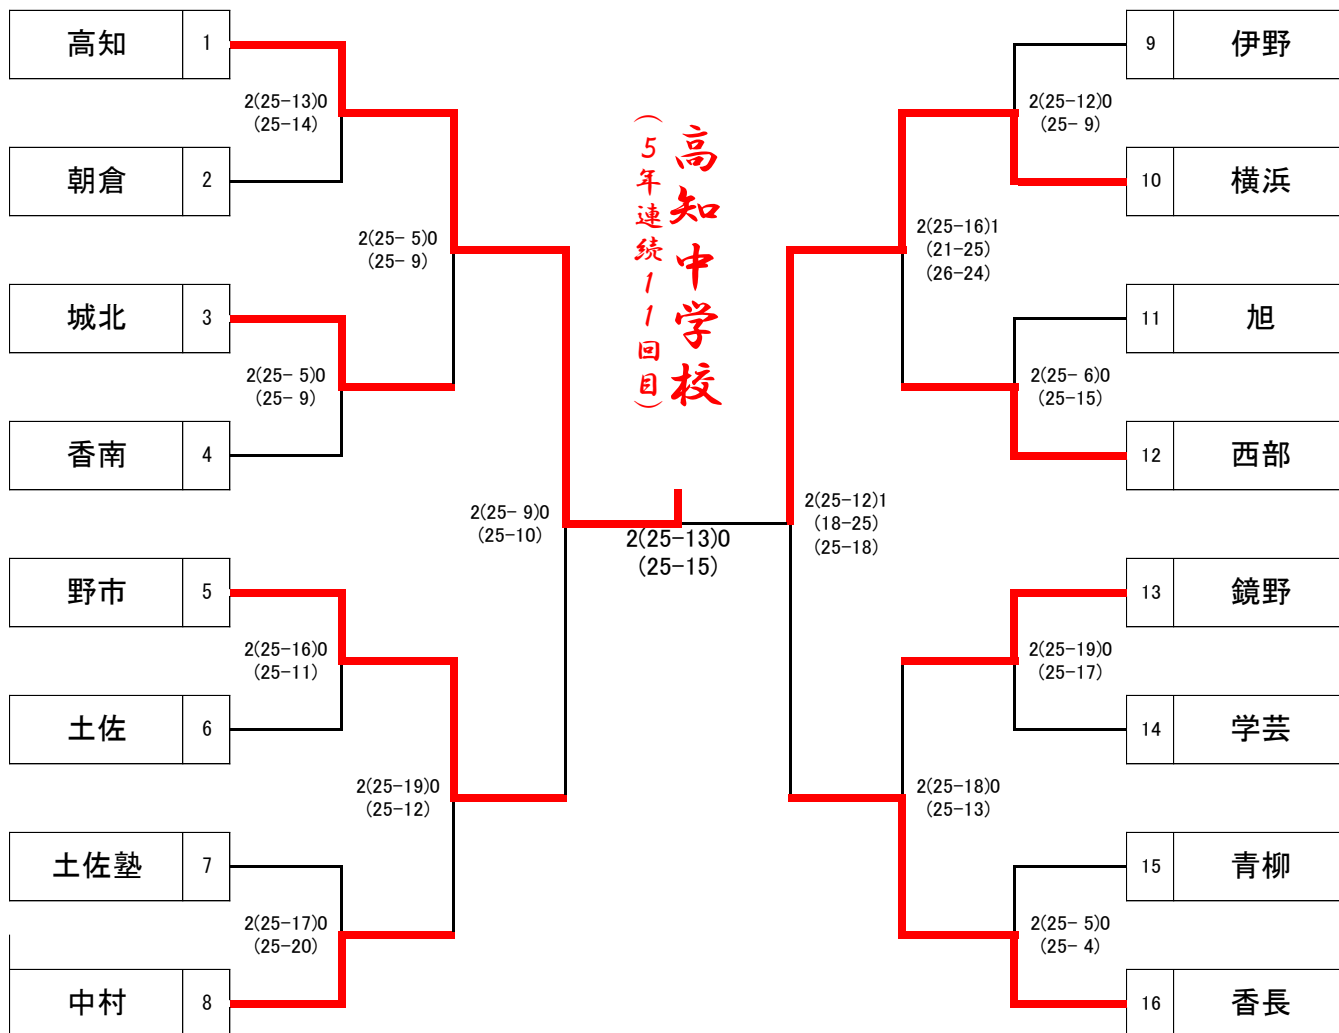 高知 1
2(25-13)0
(25-14)
朝倉 2
2(25- 5)0
(25- 9)
城北 3
2(25- 5)0
(25- 9)
香南 4
2(25- 9)0
(25-10)
野市 5
2(25-16)0
(25-11)
土佐 6
2(25-19)0
(25-12)
土佐塾 7
2(25-17)0
(25-20)
中村 8
高知中学校
(5年連続11回目)
2(25-13)0
(25-15)
9 伊野
2(25-12)0
(25- 9)
10 横浜
2(25-16)1
(21-25)
(26-24)
11 旭
2(25- 6)0
(25-15)
12 西部
2(25-12)1
(18-25)
(25-18)
13 鏡野
2(25-19)0
(25-17)
14 学芸
2(25-18)0
(25-13)
15 青柳
2(25- 5)0
(25- 4)
16 香長